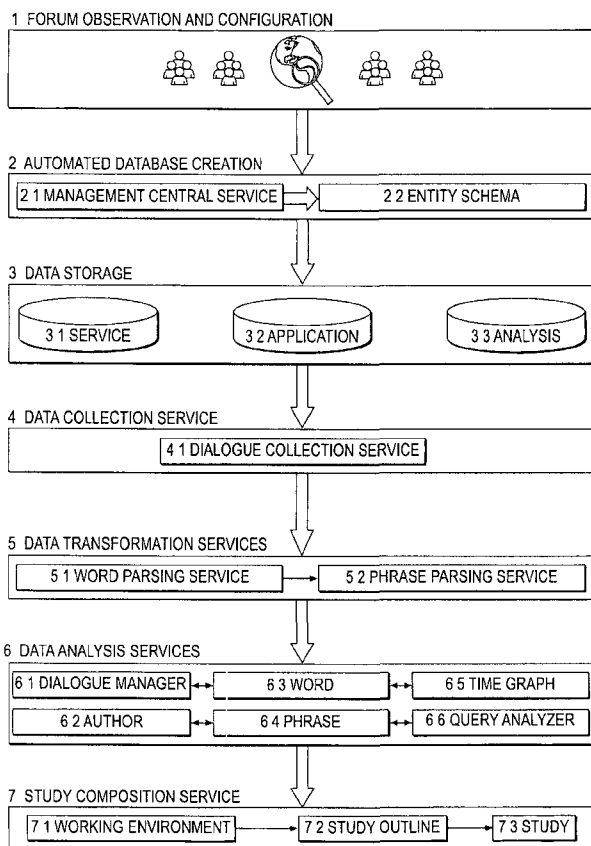 1 FORUM OBSERVATION AND CONFIGURATION
2 AUTOMATED DATABASE CREATION
2 1 MANAGEMENT CENTRAL SERVICE
2 2 ENTITY SCHEMA
3 DATA STORAGE
3 1 SERVICE
3 2 APPLICATION
3 3 ANALYSIS
4 DATA COLLECTION SERVICE
4 1 DIALOGUE COLLECTION SERVICE
5 DATA TRANSFORMATION SERVICES
5 1 WORD PARSING SERVICE
5 2 PHRASE PARSING SERVICE
6 DATA ANALYSIS SERVICES
6 1 DIALOGUE MANAGER
6 3 WORD
6 5 TIME GRAPH
6 2 AUTHOR
6 4 PHRASE
6 6 QUERY ANALYZER
7 STUDY COMPOSITION SERVICE
7 1 WORKING ENVIRONMENT
7 2 STUDY OUTLINE
7 3 STUDY